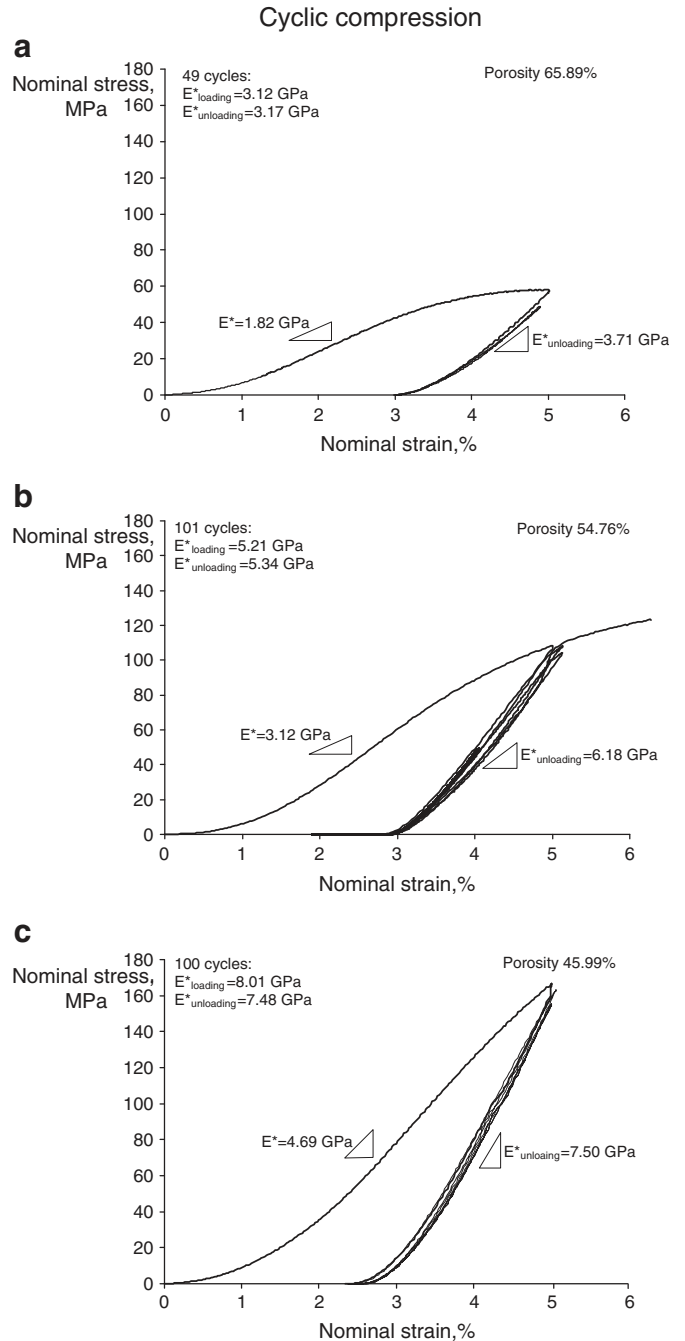 Cyclic compression
a
Nominal stress,
MPa
49 cycles:
E*loading=3.12 GPa
E*unloading=3.17 GPa
Porosity 65.89%
180
160
140
120
100
80
60
40
20
0
E*=1.82 GPa
E*unloading=3.71 GPa
0 1 2 3 4 5 6
Nominal strain,%
b
Nominal stress,
MPa
101 cycles:
E*loading=5.21 GPa
E*unloading=5.34 GPa
Porosity 54.76%
180
160
140
120
100
80
60
40
20
0
E*=3.12 GPa
E*unloading=6.18 GPa
0 1 2 3 4 5 6
Nominal strain,%
c
Nominal stress,
MPa
100 cycles:
E*loading=8.01 GPa
E*unloading=7.48 GPa
Porosity 45.99%
180
160
140
120
100
80
60
40
20
0
E*=4.69 GPa
E*unloaing=7.50 GPa
0 1 2 3 4 5 6
Nominal strain,%